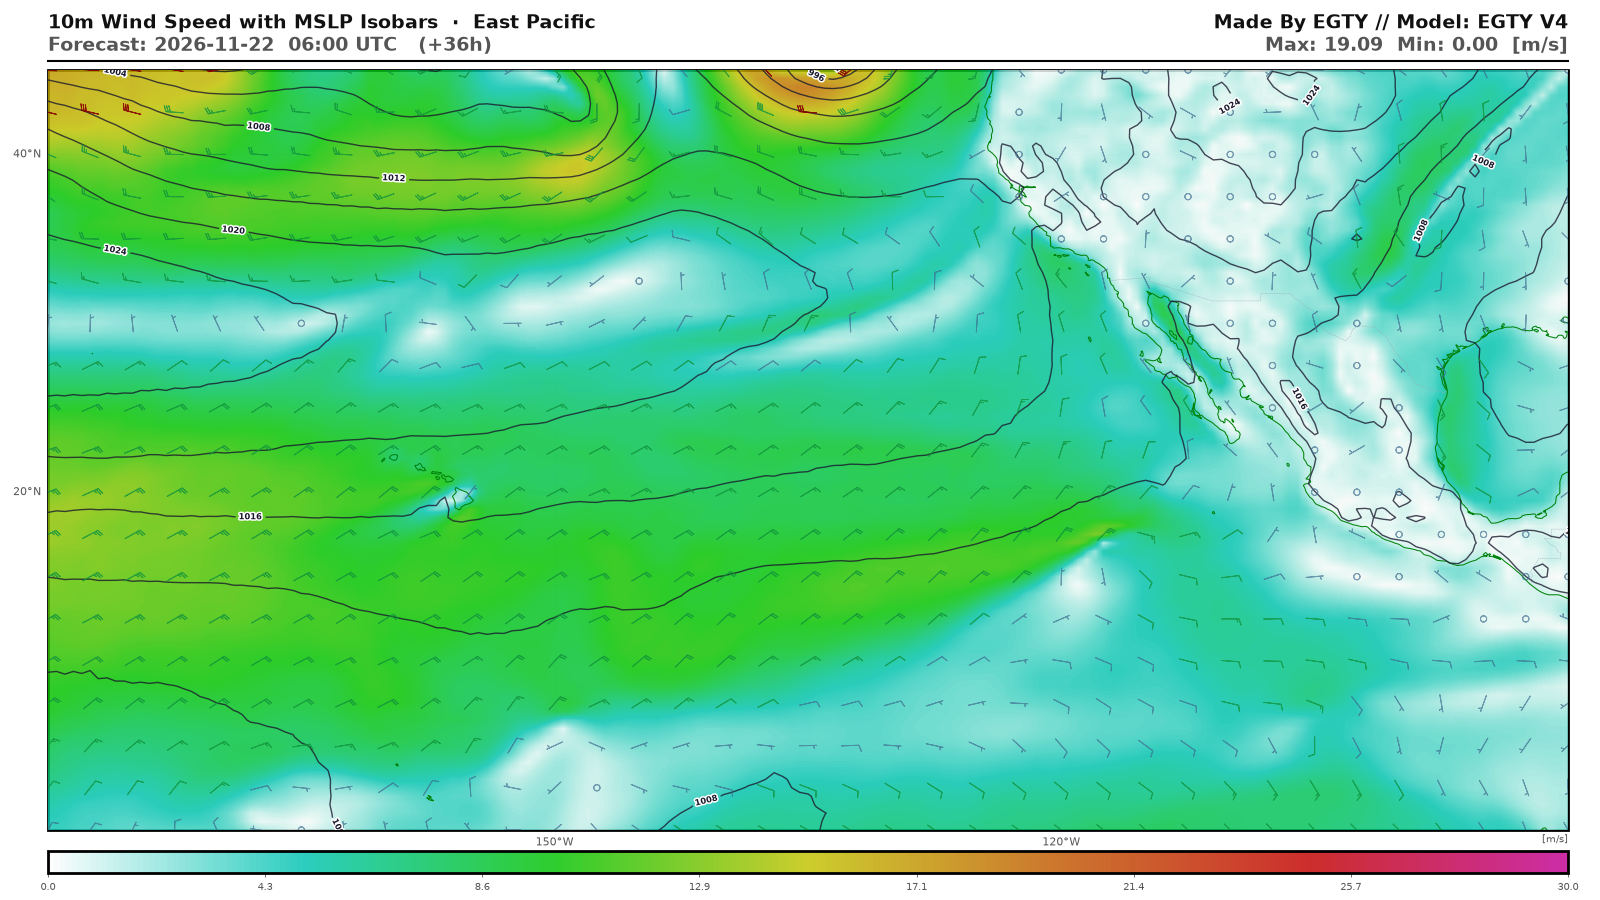 10m Wind Speed with MSLP Isobars · East Pacific
Made By EGTY // Model: EGTY V4
Forecast: 2026-11-22 06:00 UTC (+36h)
Max: 19.09 Min: 0.00 [m/s]
1004
996
1024
1024
1008
40°N
1008
1012
1020
1008
1024
1016
20°N
1016
1008
10
150°W
120°W
[m/s]
0.0
4.3
8.6
12.9
17.1
21.4
25.7
30.0